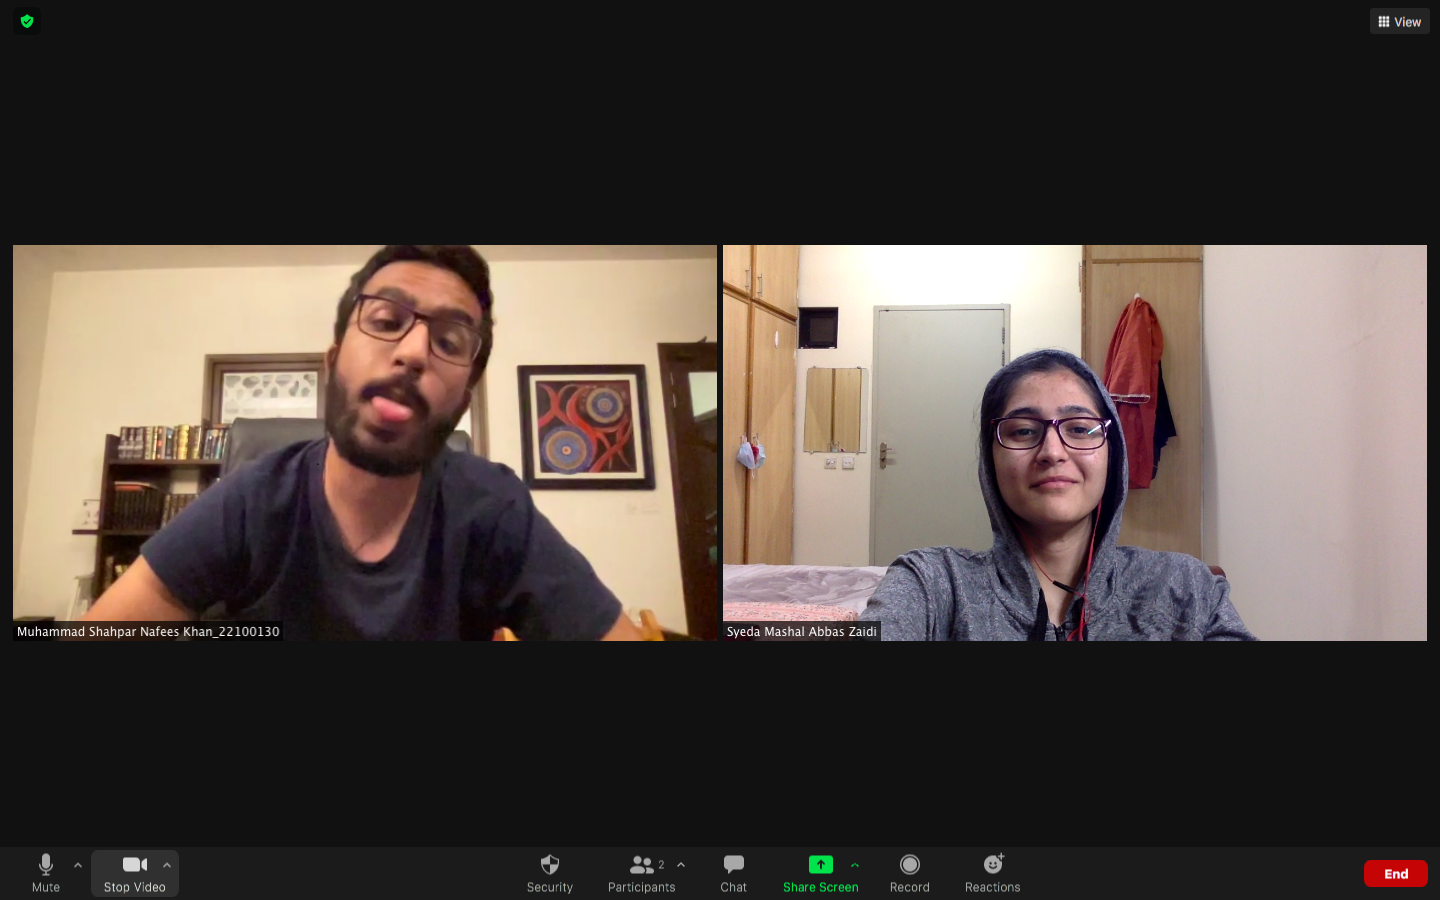 View
Muhammad Shahpar Nafees Khan_22100130
Syeda Mashal Abbas Zaidi
Mute
Stop Video
Security
Participants
2
Chat
Share Screen
Record
Reactions
End